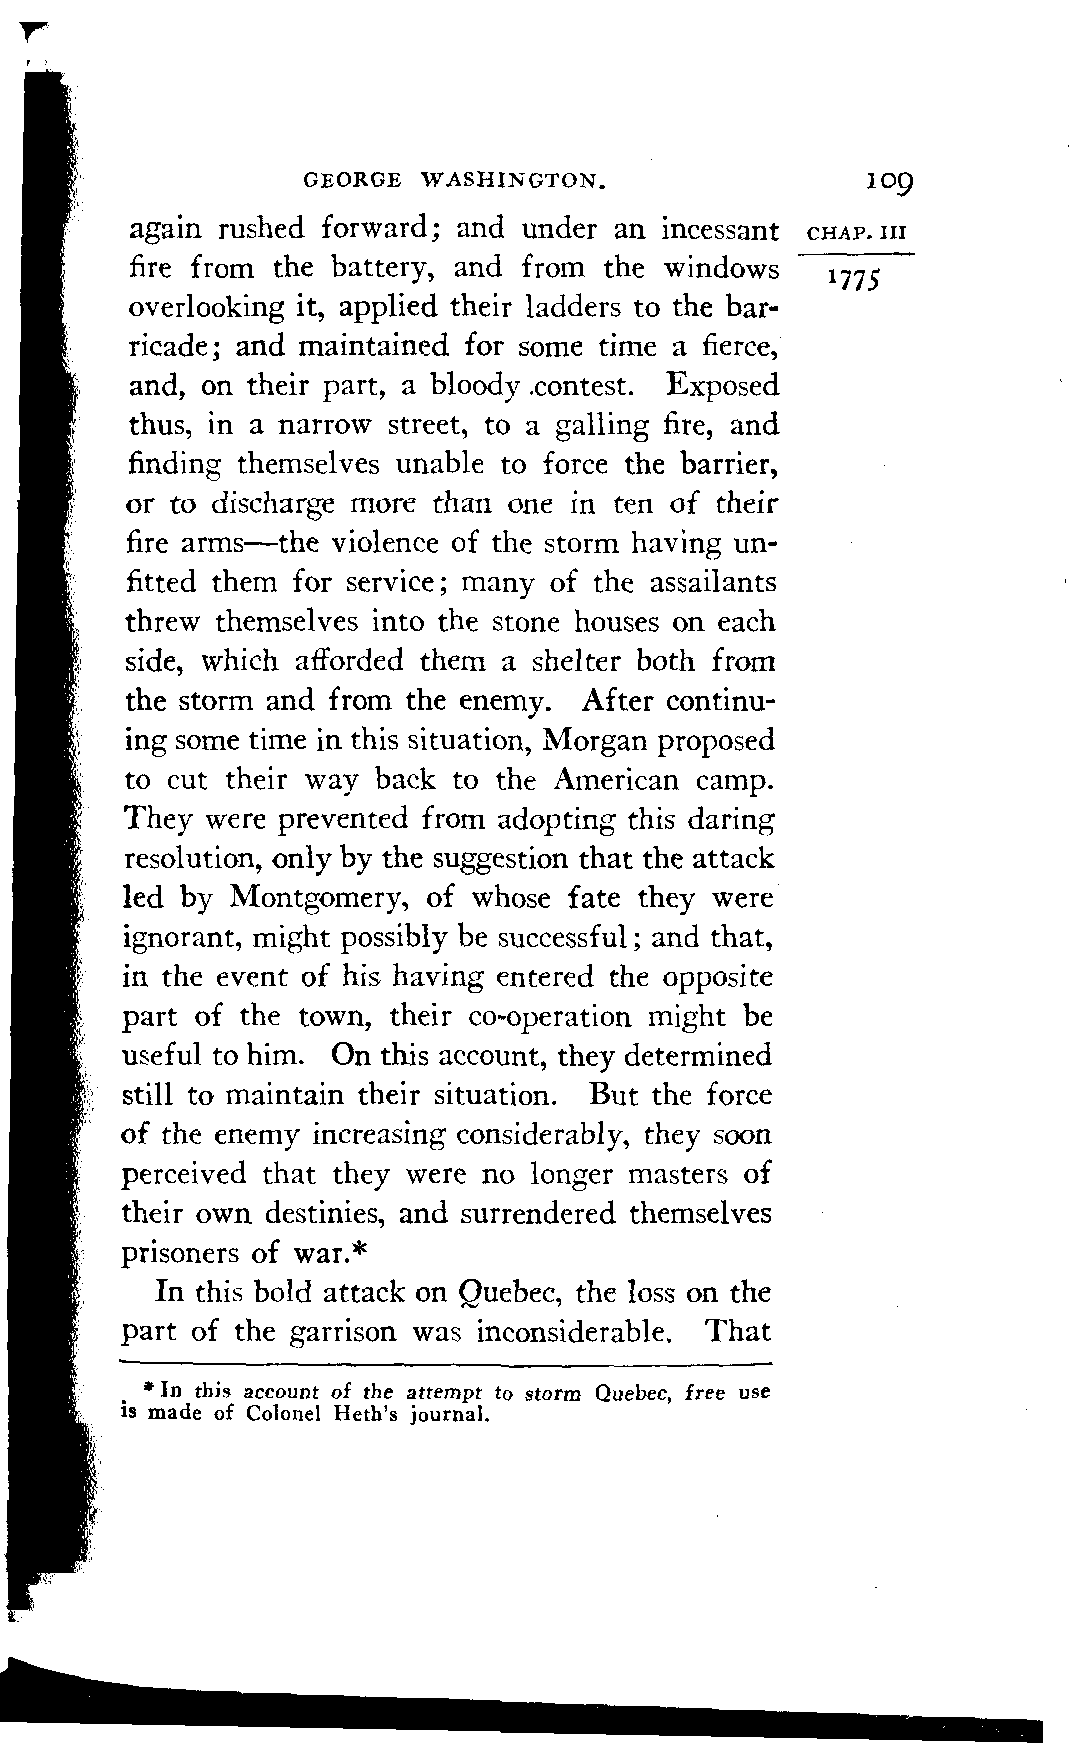 GEORGE WASHINGTON. 109
again rushed forward; and under an incessant CHAP. III
fire from the battery, and from the windows 1775
overlooking it, applied their ladders to the bar-
ricade; and maintained for some time a fierce,
and, on their part, a bloody .contest. Exposed
thus, in a narrow street, to a galling fire, and
finding themselves unable to force the barrier,
or to discharge more than one in ten of their
fire arms—the violence of the storm having un-
fitted them for service; many of the assailants
threw themselves into the stone houses on each
side, which afforded them a shelter both from
the storm and from the enemy. After continu-
ing some time in this situation, Morgan proposed
to cut their way back to the American camp.
They were prevented from adopting this daring
resolution, only by the suggestion that the attack
led by Montgomery, of whose fate they were
ignorant, might possibly be successful; and that,
in the event of his having entered the opposite
part of the town, their co-operation might be
useful to him. On this account, they determined
still to maintain their situation. But the force
of the enemy increasing considerably, they soon
perceived that they were no longer masters of
their own destinies, and surrendered themselves
prisoners of war.*
In this bold attack on Quebec, the loss on the
part of the garrison was inconsiderable. That
*In this account of the attempt to storm Quebec, free use
is made of Colonel Heth's journal.